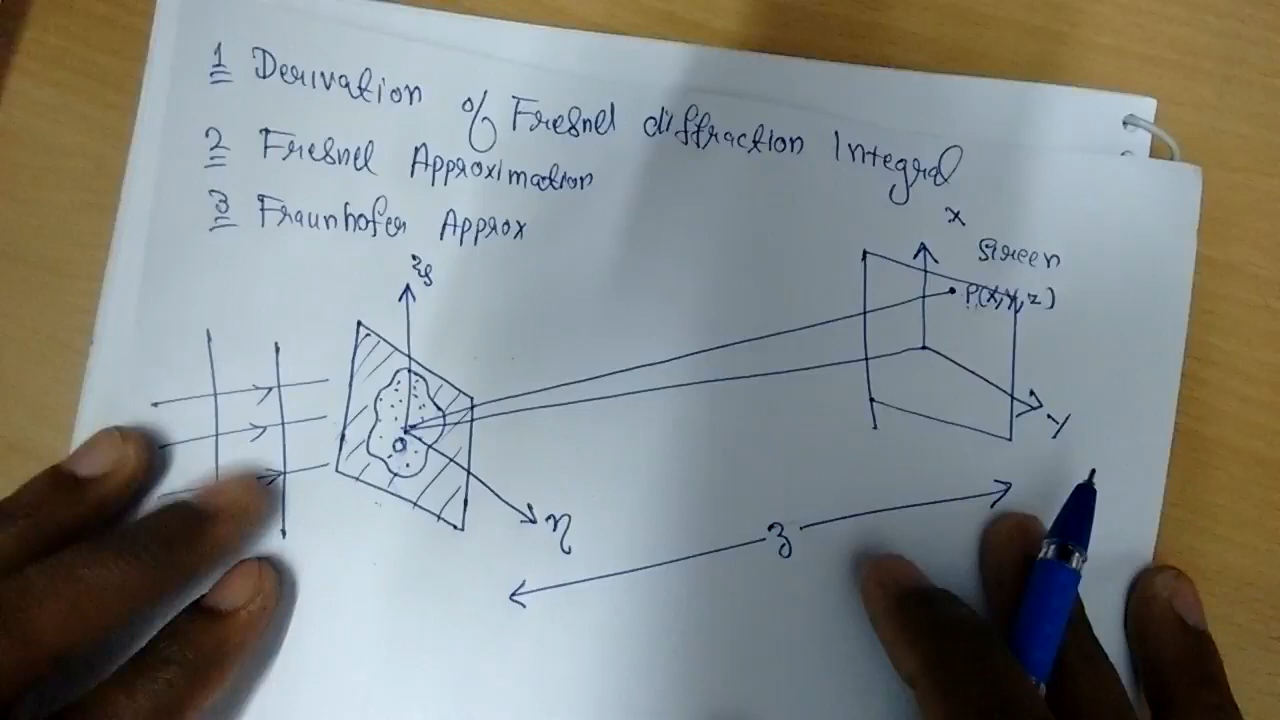 1 Derivation of Fresnel diffraction Integral
2 Fresnel Approximation
3 Fraunhofer Approx
x
Screen
P(x,y,z)
ξ
y
η
z
O